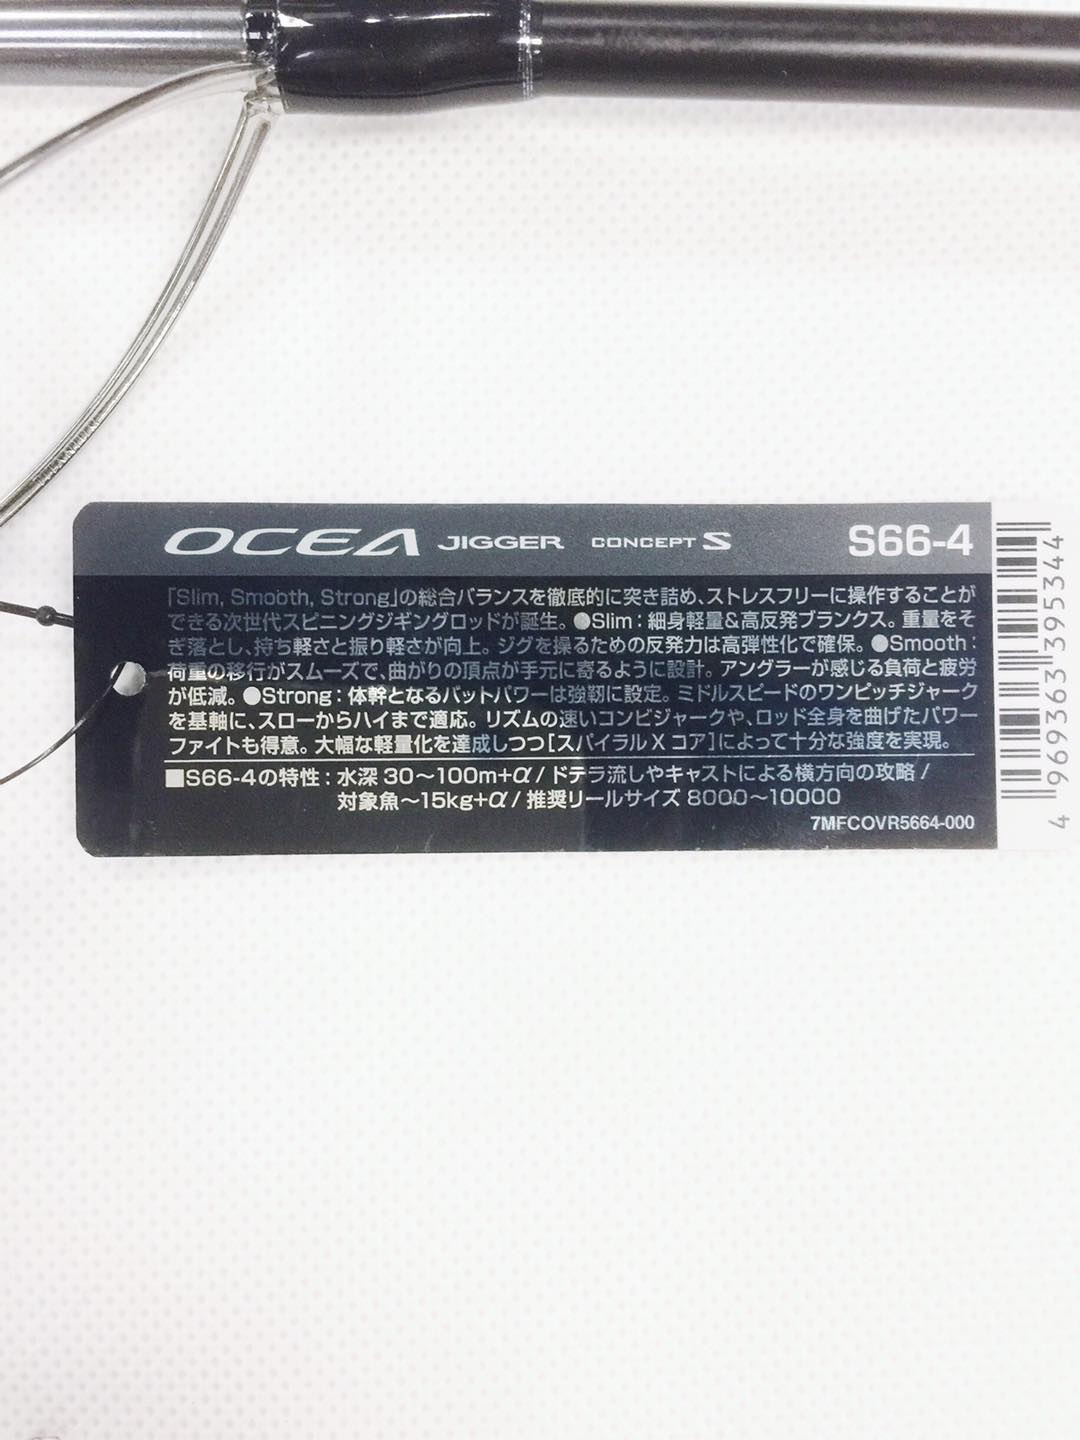 OCEA JIGGER CONCEPT S S66-4
「Slim, Smooth, Strong」の総合バランスを徹底的に突き詰め、ストレスフリーに操作することが
できる次世代スピニングジギングロッドが誕生。●Slim：細身軽量&高反発ブランクス。重量をそ
ぎ落とし、持ち軽さと振り軽さが向上。ジグを操るための反発力は高弾性化で確保。●Smooth：
荷重の移行がスムーズで、曲がりの頂点が手元に寄るように設計。アングラーが感じる負荷と疲労
が低減。●Strong：体幹となるバットパワーは強靭に設定。ミドルスピードのワンピッチジャーク
を基軸に、スローからハイまで適応。リズムの速いコンビジャークや、ロッド全身を曲げたパワー
ファイトも得意。大幅な軽量化を達成しつつ[スパイラルXコア]によって十分な強度を実現。
■S66-4の特性：水深30～100m+α/ドテラ流しやキャストによる横方向の攻略/
対象魚～15kg+α/推奨リールサイズ 8000～10000
7MFCOVR5664-000
4 969363 395344